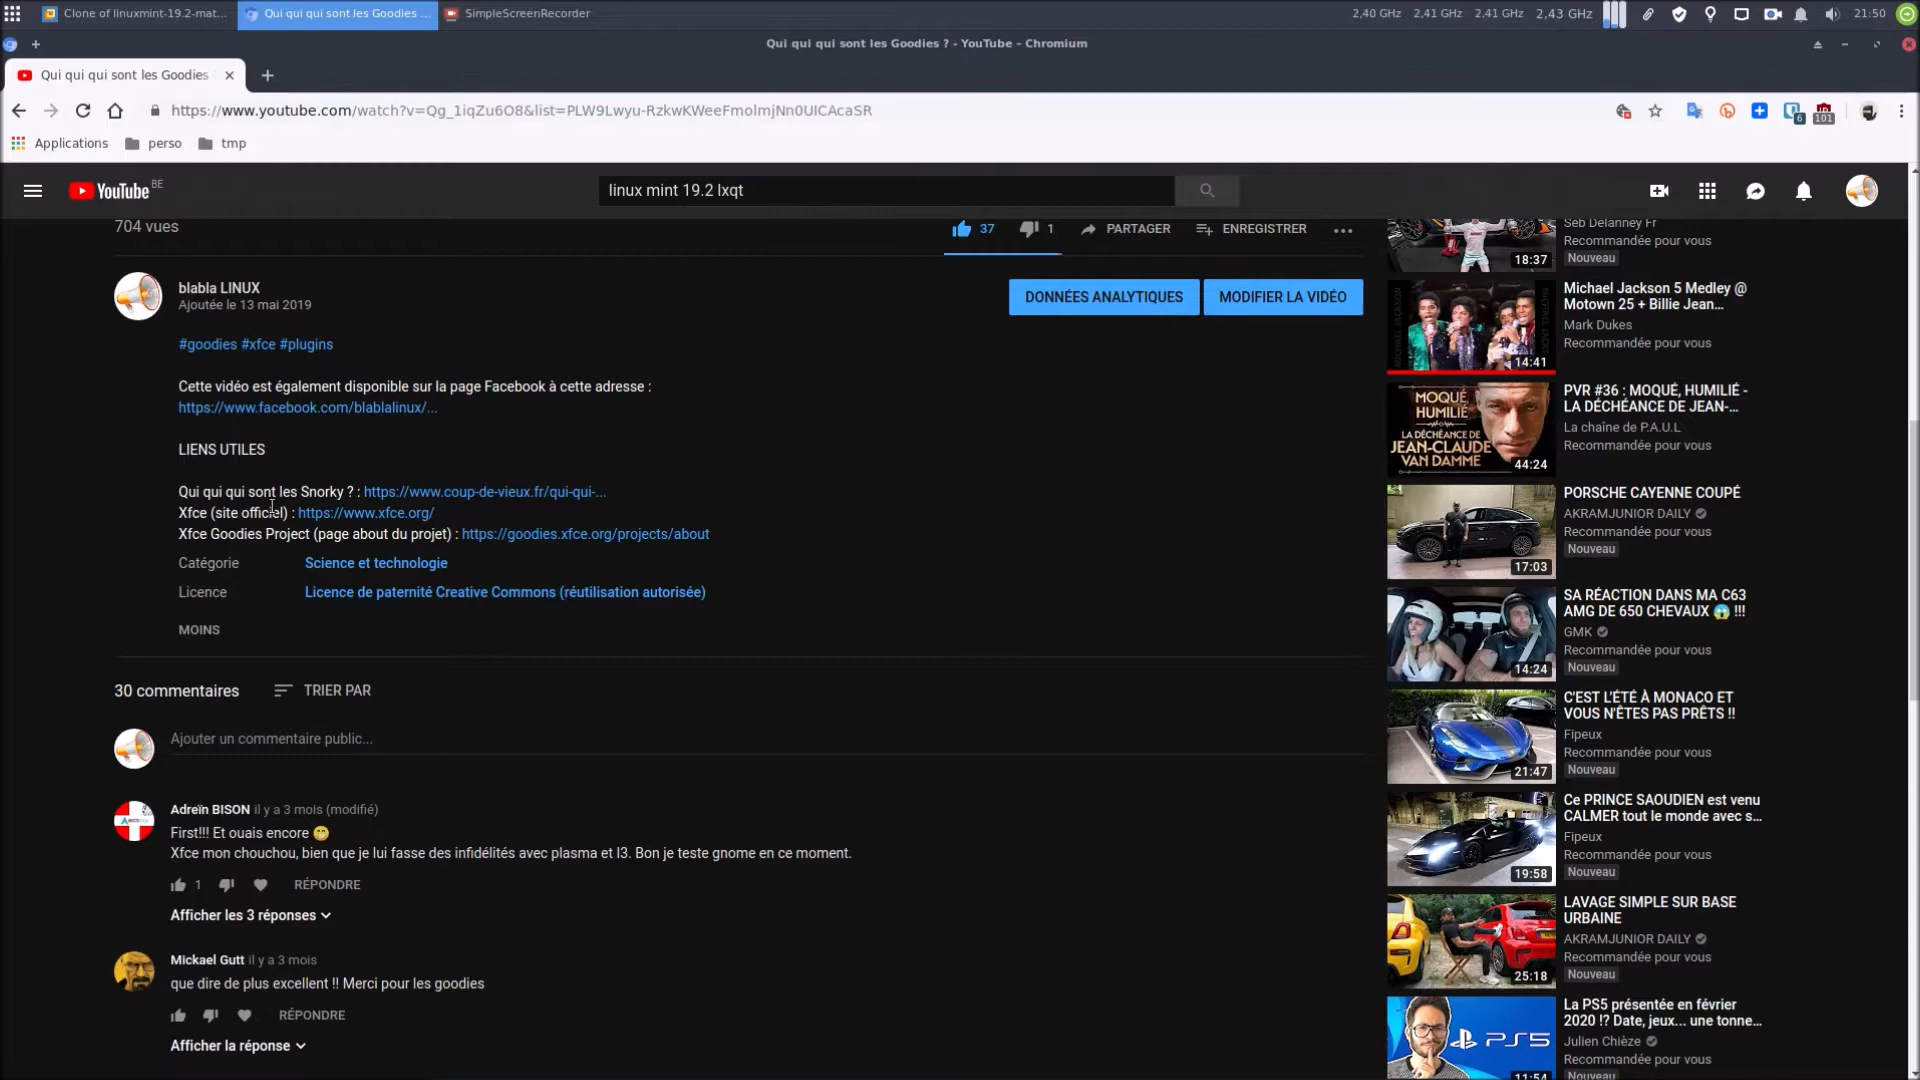 Clone of linuxmint-19.2-mat...
Qui qui qui sont les Goodies ...
SimpleScreenRecorder
2,40 GHz
2,41 GHz
2,41 GHz
2,43 GHz
21:50
Qui qui qui sont les Goodies ? - YouTube - Chromium
Qui qui qui sont les Goodies
https://www.youtube.com/watch?v=Qg_1iqZu6O8&list=PLW9Lwyu-RzkwKWeeFmolmjNn0UICAcaSR
6
101
Applications
perso
tmp
YouTube BE
linux mint 19.2 lxqt
704 vues
37
1
PARTAGER
ENREGISTRER
blabla LINUX
Ajoutée le 13 mai 2019
DONNÉES ANALYTIQUES
MODIFIER LA VIDÉO
#goodies #xfce #plugins
Cette vidéo est également disponible sur la page Facebook à cette adresse :
https://www.facebook.com/blablalinux/...
LIENS UTILES
Qui qui qui sont les Snorky ? : https://www.coup-de-vieux.fr/qui-qui-...
Xfce (site officiel) : https://www.xfce.org/
Xfce Goodies Project (page about du projet) : https://goodies.xfce.org/projects/about
Catégorie
Science et technologie
Licence
Licence de paternité Creative Commons (réutilisation autorisée)
MOINS
30 commentaires
TRIER PAR
Ajouter un commentaire public...
Adreïn BISON il y a 3 mois (modifié)
First!!! Et ouais encore 😁
Xfce mon chouchou, bien que je lui fasse des infidélités avec plasma et I3. Bon je teste gnome en ce moment.
1
RÉPONDRE
Afficher les 3 réponses
Mickael Gutt il y a 3 mois
que dire de plus excellent !! Merci pour les goodies
RÉPONDRE
Afficher la réponse
18:37
Seb Delanney Fr
Recommandée pour vous
Nouveau
14:41
Michael Jackson 5 Medley @
Motown 25 + Billie Jean...
Mark Dukes
Recommandée pour vous
MOQUÉ,
HUMILIÉ
LA DÉCHÉANCE DE
JEAN-CLAUDE
VAN DAMME
44:24
PVR #36 : MOQUÉ, HUMILIÉ -
LA DÉCHÉANCE DE JEAN-...
La chaîne de P.A.U.L
Recommandée pour vous
17:03
PORSCHE CAYENNE COUPÉ
AKRAMJUNIOR DAILY
Recommandée pour vous
Nouveau
14:24
SA RÉACTION DANS MA C63
AMG DE 650 CHEVAUX 😱 !!!
GMK
Recommandée pour vous
Nouveau
21:47
C'EST L'ÉTÉ À MONACO ET
VOUS N'ÊTES PAS PRÊTS !!
Fipeux
Recommandée pour vous
Nouveau
19:58
Ce PRINCE SAOUDIEN est venu
CALMER tout le monde avec s...
Fipeux
Recommandée pour vous
Nouveau
25:18
LAVAGE SIMPLE SUR BASE
URBAINE
AKRAMJUNIOR DAILY
Recommandée pour vous
Nouveau
PS5
11:54
La PS5 présentée en février
2020 !? Date, jeux... une tonne...
Julien Chièze
Recommandée pour vous
Nouveau